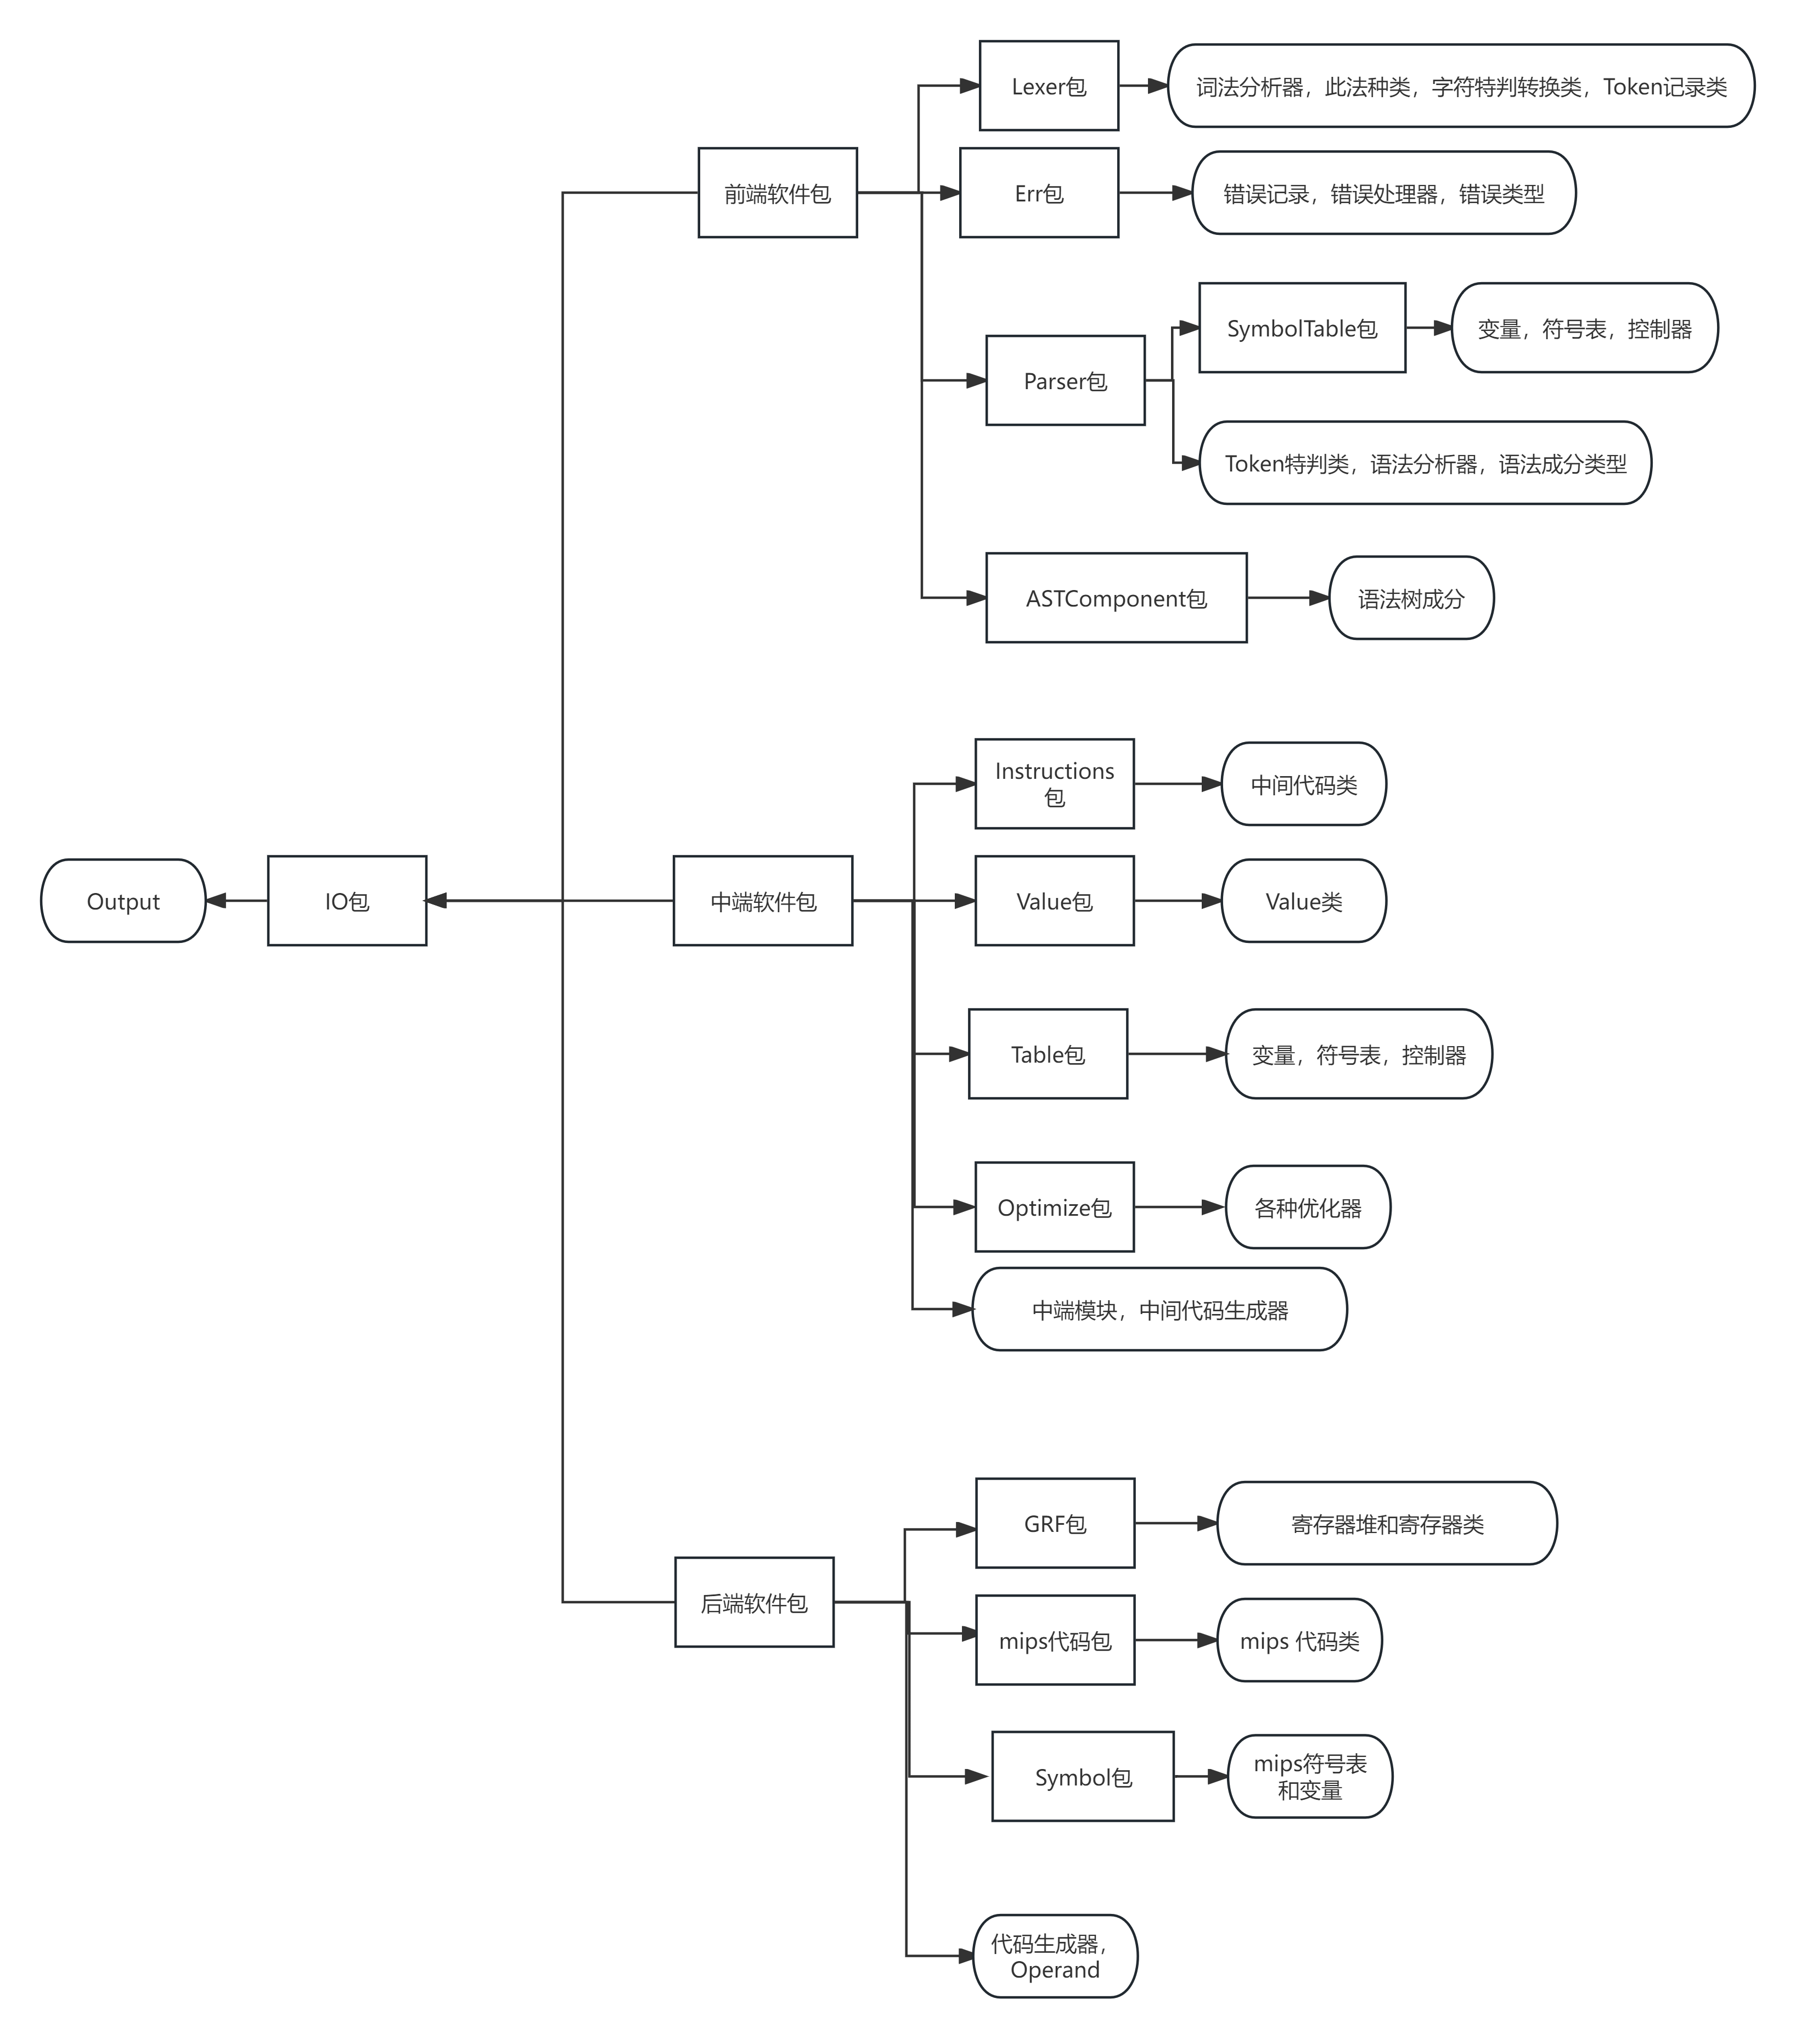 Lexer包
词法分析器，此法种类，字符特判转换类，Token记录类
前端软件包
Err包
错误记录，错误处理器，错误类型
SymbolTable包
变量，符号表，控制器
Parser包
Token特判类，语法分析器，语法成分类型
ASTComponent包
语法树成分
Instructions
包
中间代码类
Output
IO包
中端软件包
Value包
Value类
Table包
变量，符号表，控制器
Optimize包
各种优化器
中端模块，中间代码生成器
GRF包
寄存器堆和寄存器类
后端软件包
mips代码包
mips 代码类
Symbol包
mips符号表
和变量
代码生成器，
Operand